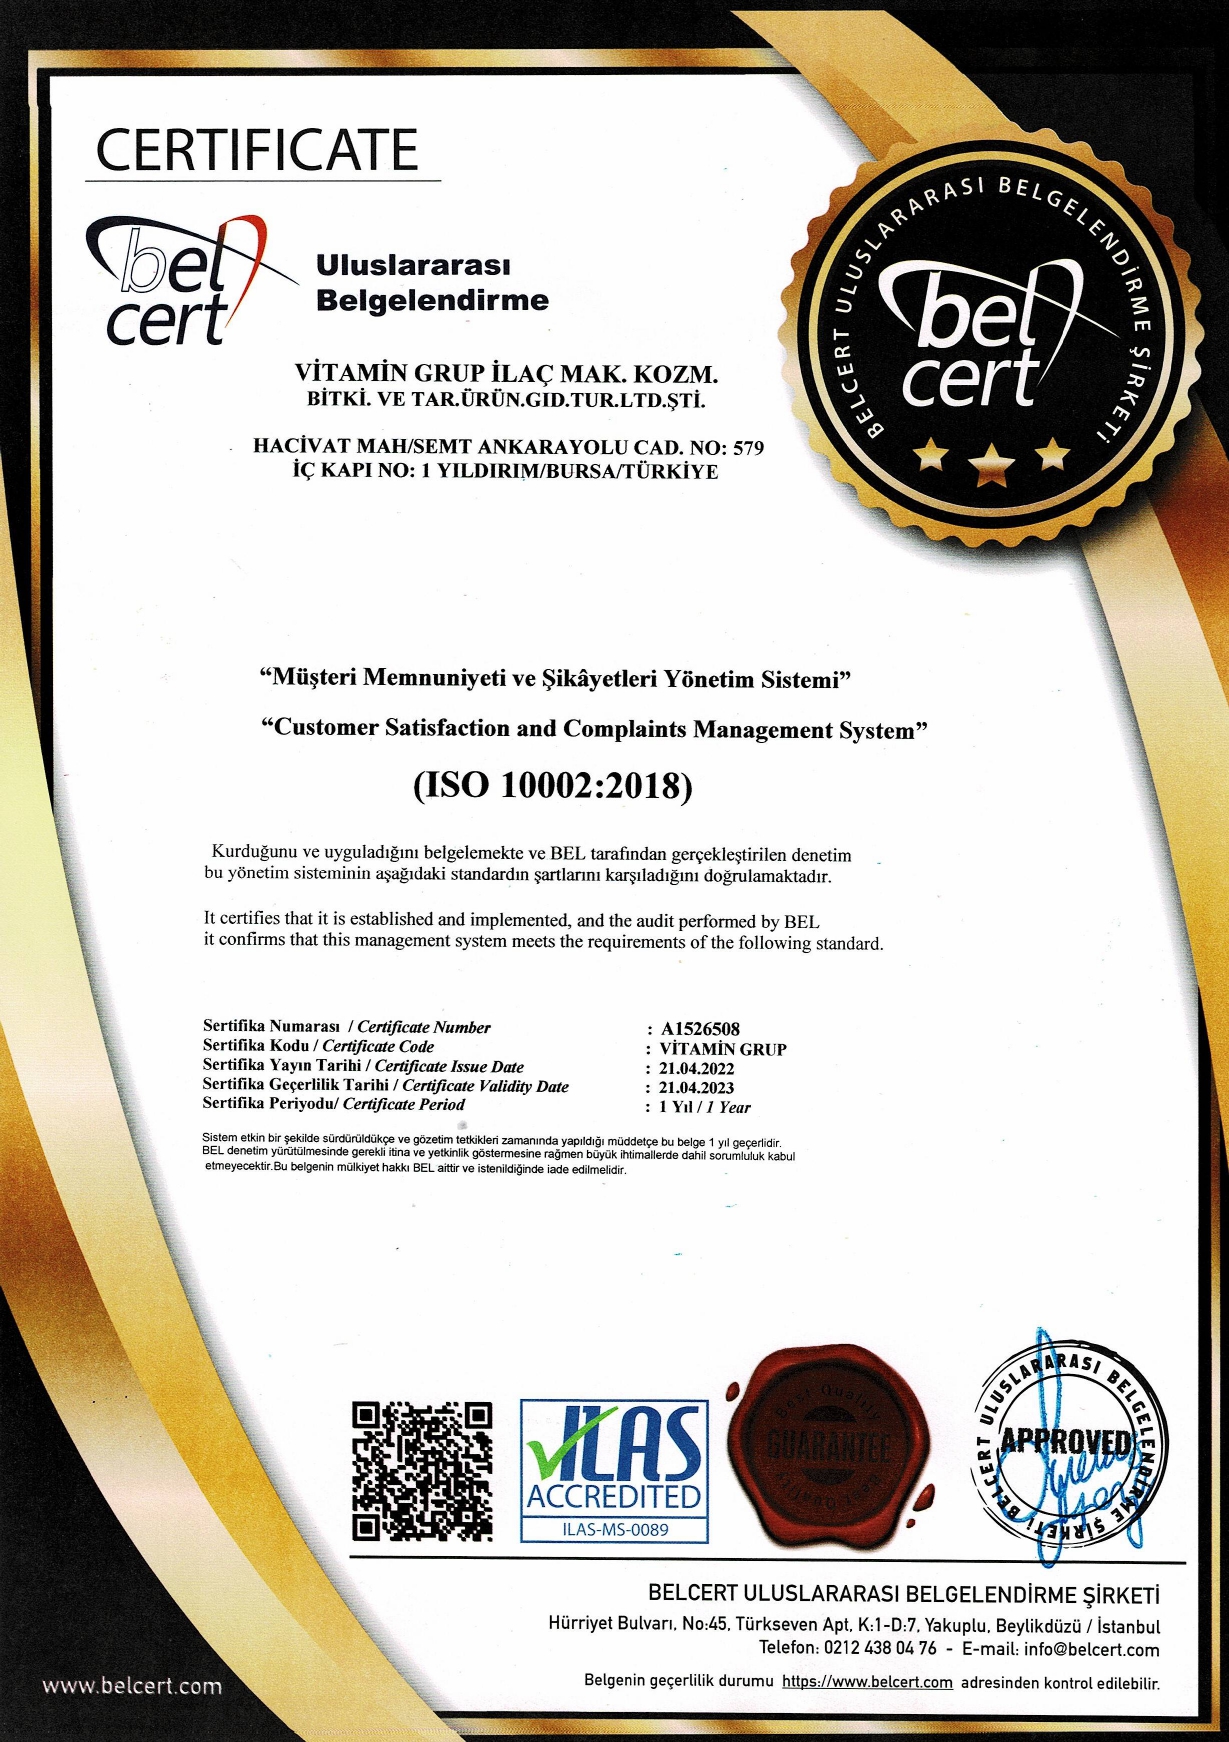 CERTIFICATE
bel
cert
Uluslararası
Belgelendirme
BELCERT ULUSLARARASI BELGELENDİRME ŞİRKETİ
bel
cert
VİTAMİN GRUP İLAÇ MAK. KOZM.
BİTKİ. VE TAR.ÜRÜN.GID.TUR.LTD.ŞTİ.
HACİVAT MAH/SEMT ANKARAYOLU CAD. NO: 579
İÇ KAPI NO: 1 YILDIRIM/BURSA/TÜRKİYE
“Müşteri Memnuniyeti ve Şikâyetleri Yönetim Sistemi”
“Customer Satisfaction and Complaints Management System”
(ISO 10002:2018)
Kurduğunu ve uyguladığını belgelemekte ve BEL tarafından gerçekleştirilen denetim
bu yönetim sisteminin aşağıdaki standardın şartlarını karşıladığını doğrulamaktadır.
It certifies that it is established and implemented, and the audit performed by BEL
it confirms that this management system meets the requirements of the following standard.
Sertifika Numarası / Certificate Number : A1526508
Sertifika Kodu / Certificate Code : VİTAMİN GRUP
Sertifika Yayın Tarihi / Certificate Issue Date : 21.04.2022
Sertifika Geçerlilik Tarihi / Certificate Validity Date : 21.04.2023
Sertifika Periyodu/ Certificate Period : 1 Yıl / 1 Year
Sistem etkin bir şekilde sürdürüldükçe ve gözetim tetkikleri zamanında yapıldığı müddetçe bu belge 1 yıl geçerlidir.
BEL denetim yürütülmesinde gerekli itina ve yetkinlik göstermesine rağmen büyük ihtimallerde dahil sorumluluk kabul
etmeyecektir.Bu belgenin mülkiyet hakkı BEL aittir ve istenildiğinde iade edilmelidir.
ILAS
ACCREDITED
ILAS-MS-0089
Best Quality
GUARANTEE
BELCERT ULUSLARARASI BELGELENDİRME ŞİRKETİ
APPROVED
BELCERT ULUSLARARASI BELGELENDİRME ŞİRKETİ
Hürriyet Bulvarı, No:45, Türkseven Apt, K:1-D:7, Yakuplu, Beylikdüzü / İstanbul
Telefon: 0212 438 04 76 - E-mail: info@belcert.com
www.belcert.com
Belgenin geçerlilik durumu https://www.belcert.com adresinden kontrol edilebilir.